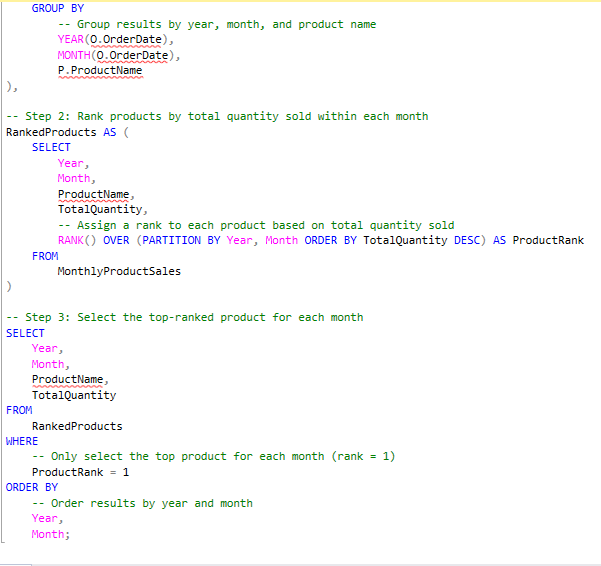 GROUP BY
-- Group results by year, month, and product name
YEAR(O.OrderDate),
MONTH(O.OrderDate),
P.ProductName
),
-- Step 2: Rank products by total quantity sold within each month
RankedProducts AS (
SELECT
Year,
Month,
ProductName,
TotalQuantity,
-- Assign a rank to each product based on total quantity sold
RANK() OVER (PARTITION BY Year, Month ORDER BY TotalQuantity DESC) AS ProductRank
FROM
MonthlyProductSales
)
-- Step 3: Select the top-ranked product for each month
SELECT
Year,
Month,
ProductName,
TotalQuantity
FROM
RankedProducts
WHERE
-- Only select the top product for each month (rank = 1)
ProductRank = 1
ORDER BY
-- Order results by year and month
Year,
Month;